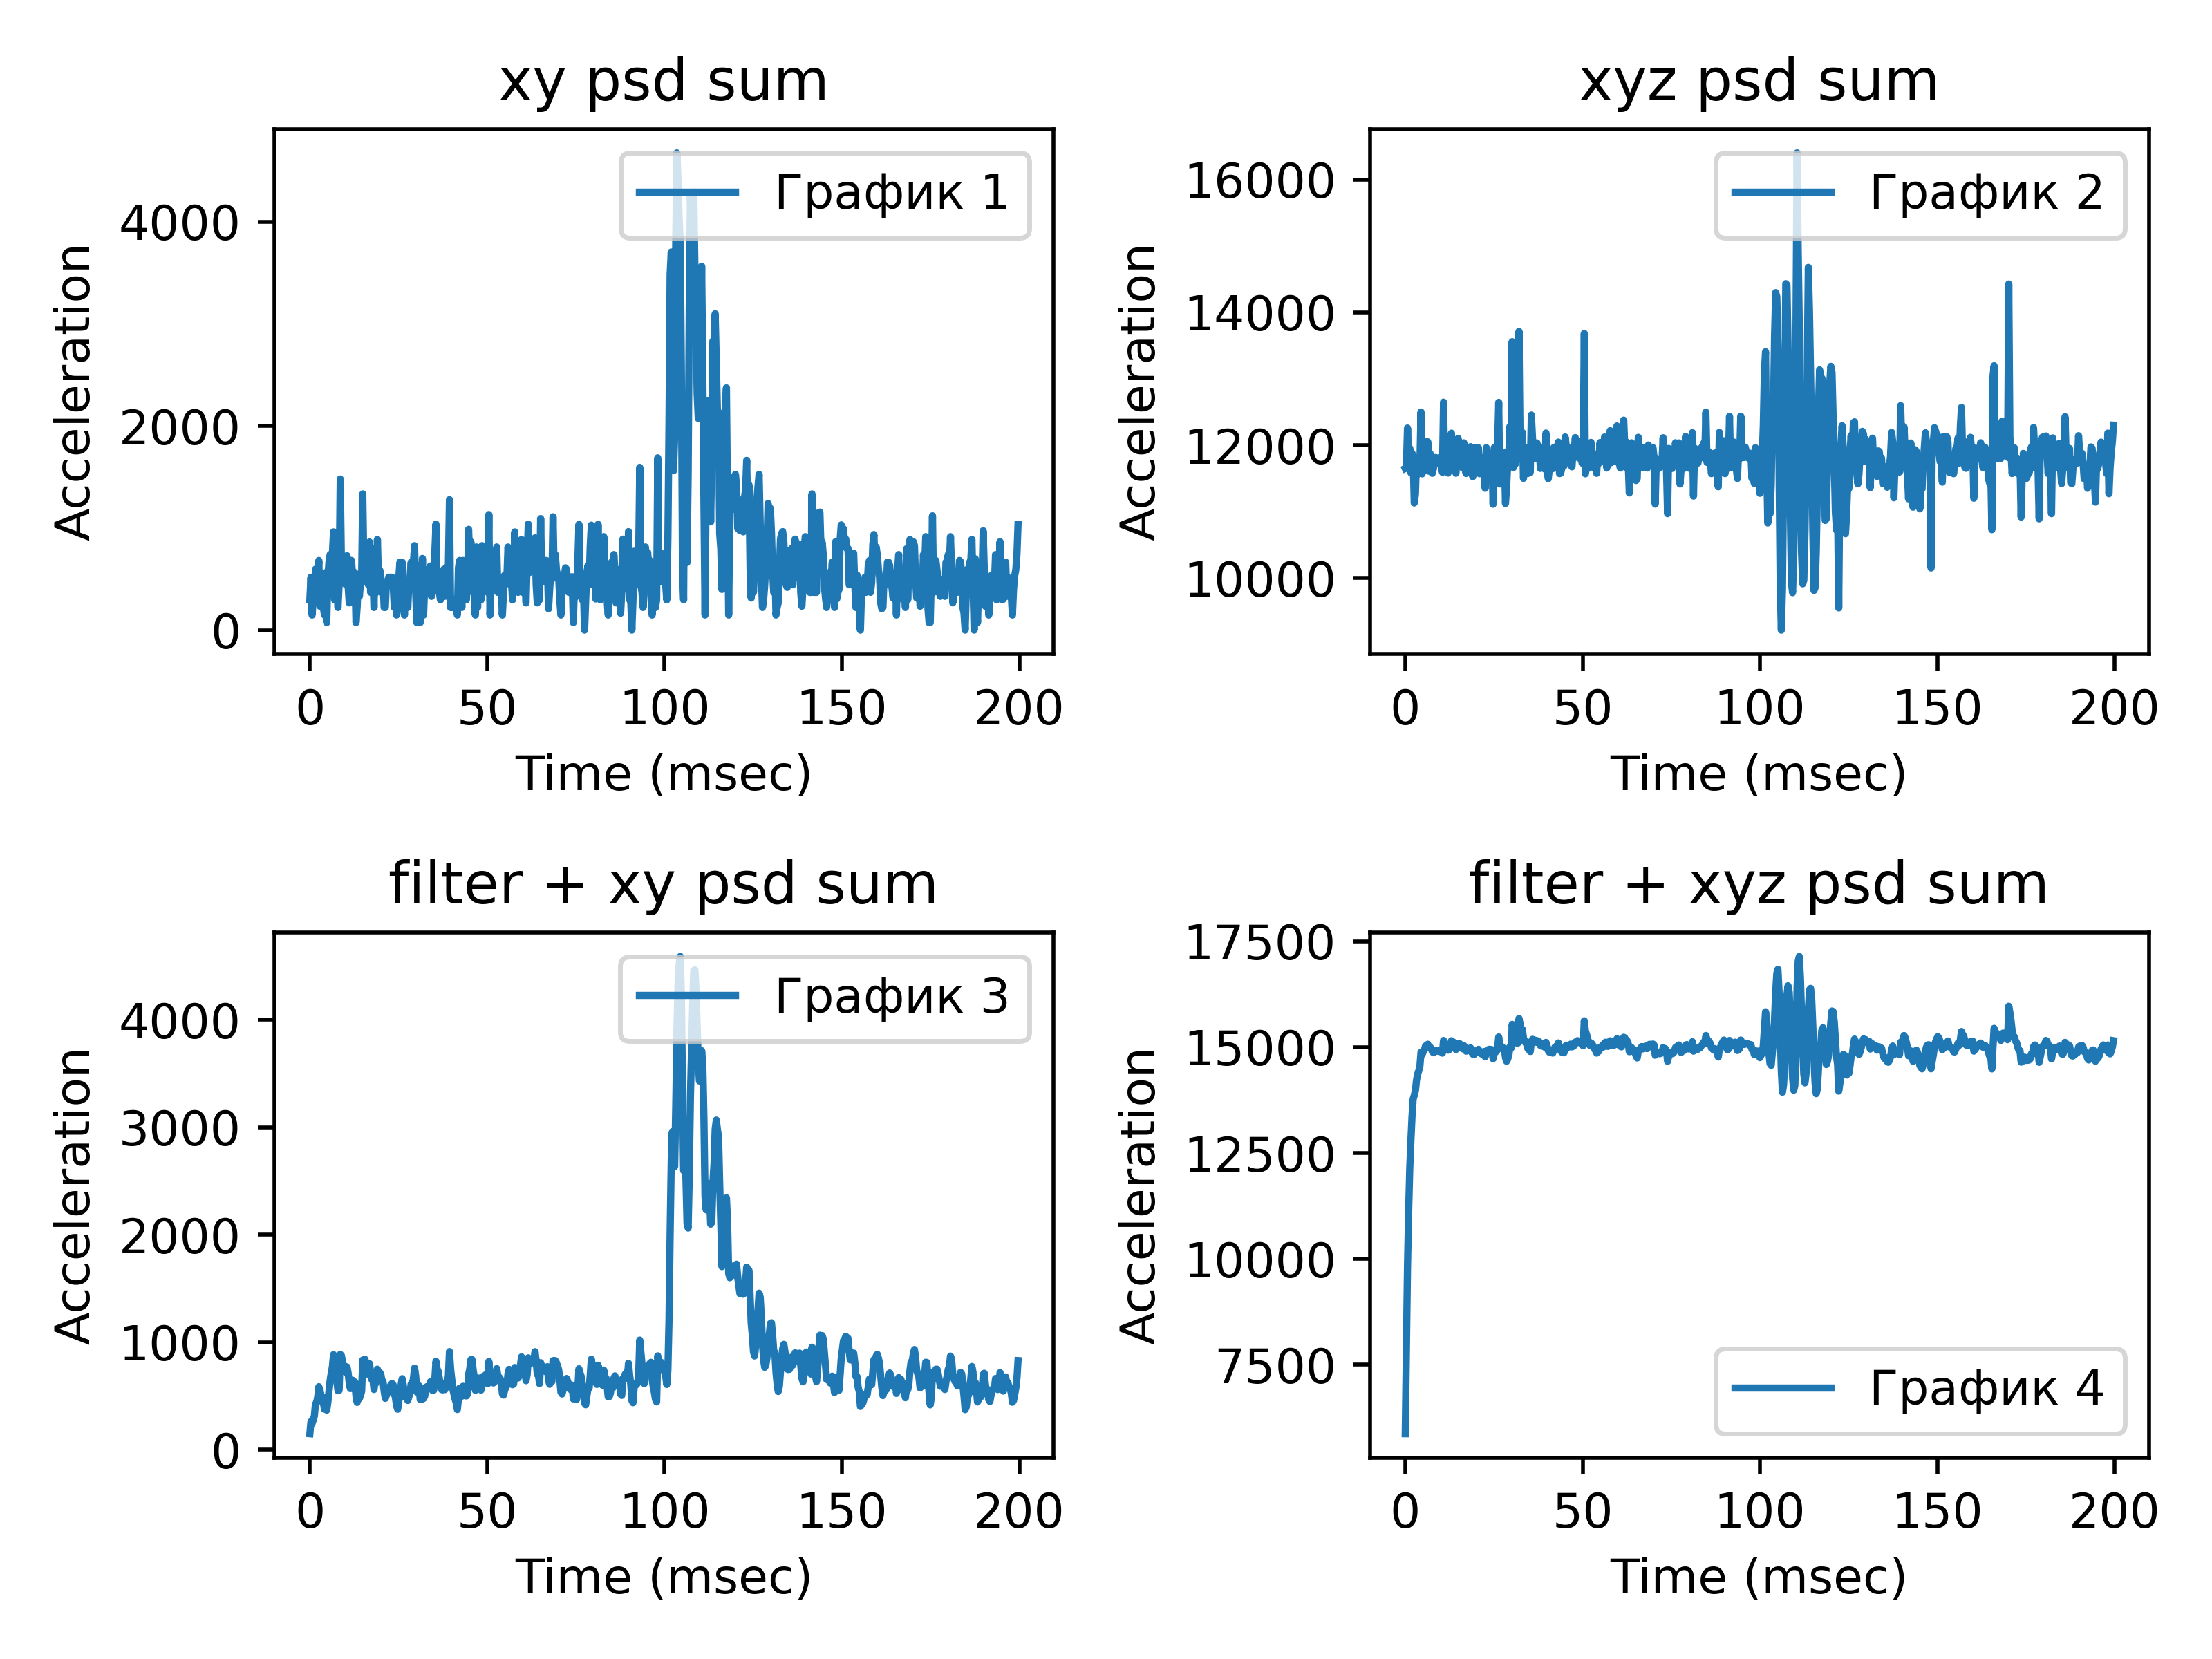 xy psd sum
Acceleration
4000
2000
0
График 1
0 50 100 150 200
Time (msec)
xyz psd sum
Acceleration
16000
14000
12000
10000
График 2
0 50 100 150 200
Time (msec)
filter + xy psd sum
Acceleration
4000
3000
2000
1000
0
График 3
0 50 100 150 200
Time (msec)
filter + xyz psd sum
Acceleration
17500
15000
12500
10000
7500
График 4
0 50 100 150 200
Time (msec)